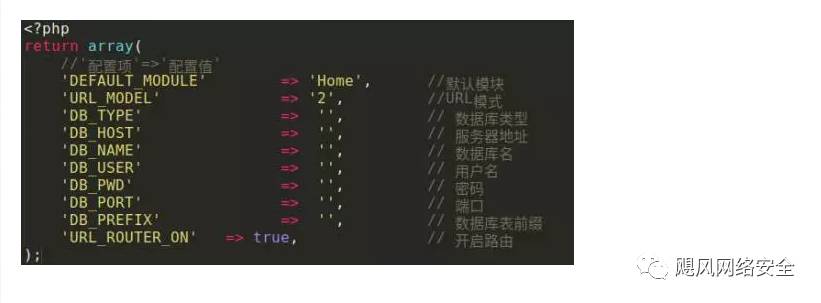 <?php
return array(
    //'配置项'=>'配置值'
    'DEFAULT_MODULE'        => 'Home',      //默认模块
    'URL_MODEL'             => '2',         //URL模式
    'DB_TYPE'               =>  '',         // 数据库类型
    'DB_HOST'               =>  '',         // 服务器地址
    'DB_NAME'               =>  '',         // 数据库名
    'DB_USER'               =>  '',         // 用户名
    'DB_PWD'                =>  '',         // 密码
    'DB_PORT'               =>  '',         // 端口
    'DB_PREFIX'             =>  '',         // 数据库表前缀
    'URL_ROUTER_ON'   => true,              // 开启路由
);
飓风网络安全